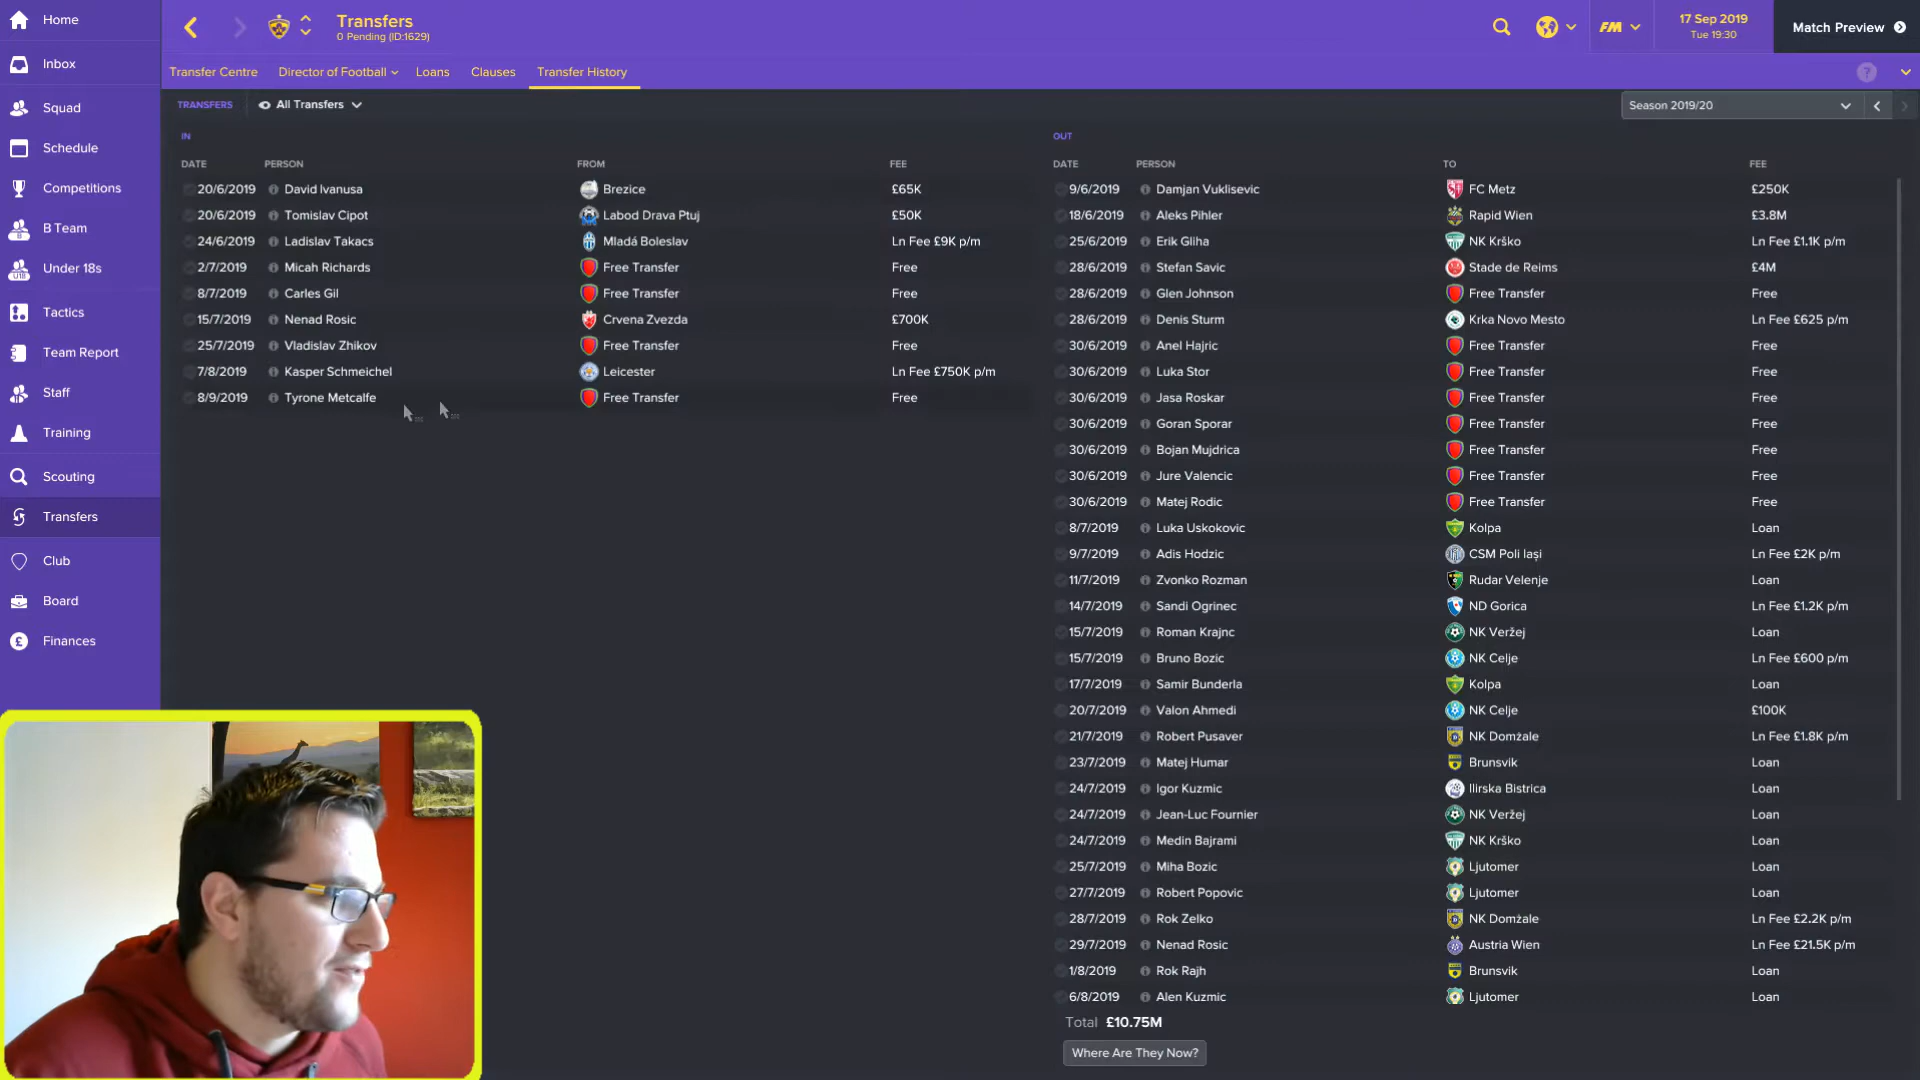 Home
Inbox
Squad
Schedule
Competitions
B Team
Under 18s
Tactics
Team Report
Staff
Training
Scouting
Transfers
Club
Board
Finances
Transfers
0 Pending (ID:1629)
FM
17 Sep 2019
Tue 19:30
Match Preview
Transfer Centre Director of Football Loans Clauses Transfer History ?
TRANSFERS All Transfers Season 2019/20
IN
DATE PERSON FROM FEE
20/6/2019 David Ivanusa Brezice £65K
20/6/2019 Tomislav Cipot Labod Drava Ptuj £50K
24/6/2019 Ladislav Takacs Mladá Boleslav Ln Fee £9K p/m
2/7/2019 Micah Richards Free Transfer Free
8/7/2019 Carles Gil Free Transfer Free
15/7/2019 Nenad Rosic Crvena Zvezda £700K
25/7/2019 Vladislav Zhikov Free Transfer Free
7/8/2019 Kasper Schmeichel Leicester Ln Fee £750K p/m
8/9/2019 Tyrone Metcalfe Free Transfer Free
OUT
DATE PERSON TO FEE
9/6/2019 Damjan Vuklisevic FC Metz £250K
18/6/2019 Aleks Pihler Rapid Wien £3.8M
25/6/2019 Erik Gliha NK Krško Ln Fee £1.1K p/m
28/6/2019 Stefan Savic Stade de Reims £4M
28/6/2019 Glen Johnson Free Transfer Free
28/6/2019 Denis Sturm Krka Novo Mesto Ln Fee £625 p/m
30/6/2019 Anel Hajric Free Transfer Free
30/6/2019 Luka Stor Free Transfer Free
30/6/2019 Jasa Roskar Free Transfer Free
30/6/2019 Goran Sporar Free Transfer Free
30/6/2019 Bojan Mujdrica Free Transfer Free
30/6/2019 Jure Valencic Free Transfer Free
30/6/2019 Matej Rodic Free Transfer Free
8/7/2019 Luka Uskokovic Kolpa Loan
9/7/2019 Adis Hodzic CSM Poli Iași Ln Fee £2K p/m
11/7/2019 Zvonko Rozman Rudar Velenje Loan
14/7/2019 Sandi Ogrinec ND Gorica Ln Fee £1.2K p/m
15/7/2019 Roman Krajnc NK Veržej Loan
15/7/2019 Bruno Bozic NK Celje Ln Fee £600 p/m
17/7/2019 Samir Bunderla Kolpa Loan
20/7/2019 Valon Ahmedi NK Celje £100K
21/7/2019 Robert Pusaver NK Domžale Ln Fee £1.8K p/m
23/7/2019 Matej Humar Brunsvik Loan
24/7/2019 Igor Kuzmic Ilirska Bistrica Loan
24/7/2019 Jean-Luc Fournier NK Veržej Loan
24/7/2019 Medin Bajrami NK Krško Loan
25/7/2019 Miha Bozic Ljutomer Loan
27/7/2019 Robert Popovic Ljutomer Loan
28/7/2019 Rok Zelko NK Domžale Ln Fee £2.2K p/m
29/7/2019 Nenad Rosic Austria Wien Ln Fee £21.5K p/m
1/8/2019 Rok Rajh Brunsvik Loan
6/8/2019 Alen Kuzmic Ljutomer Loan
Total £10.75M
Where Are They Now?